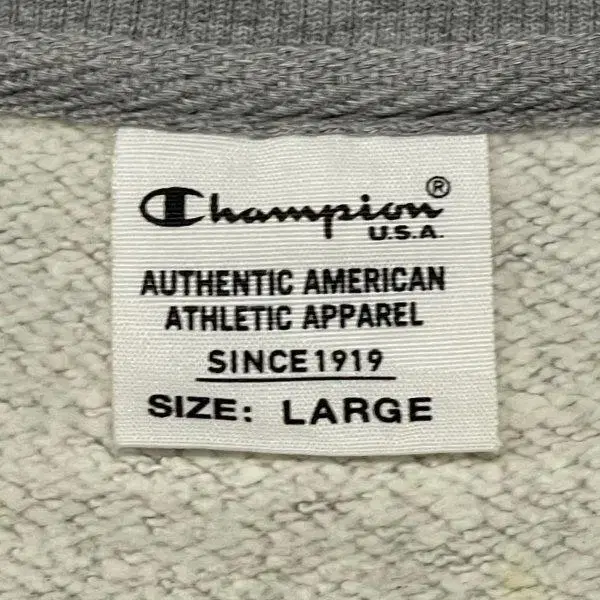 Champion®
U.S.A.
AUTHENTIC AMERICAN
ATHLETIC APPAREL
SINCE 1919
SIZE: LARGE